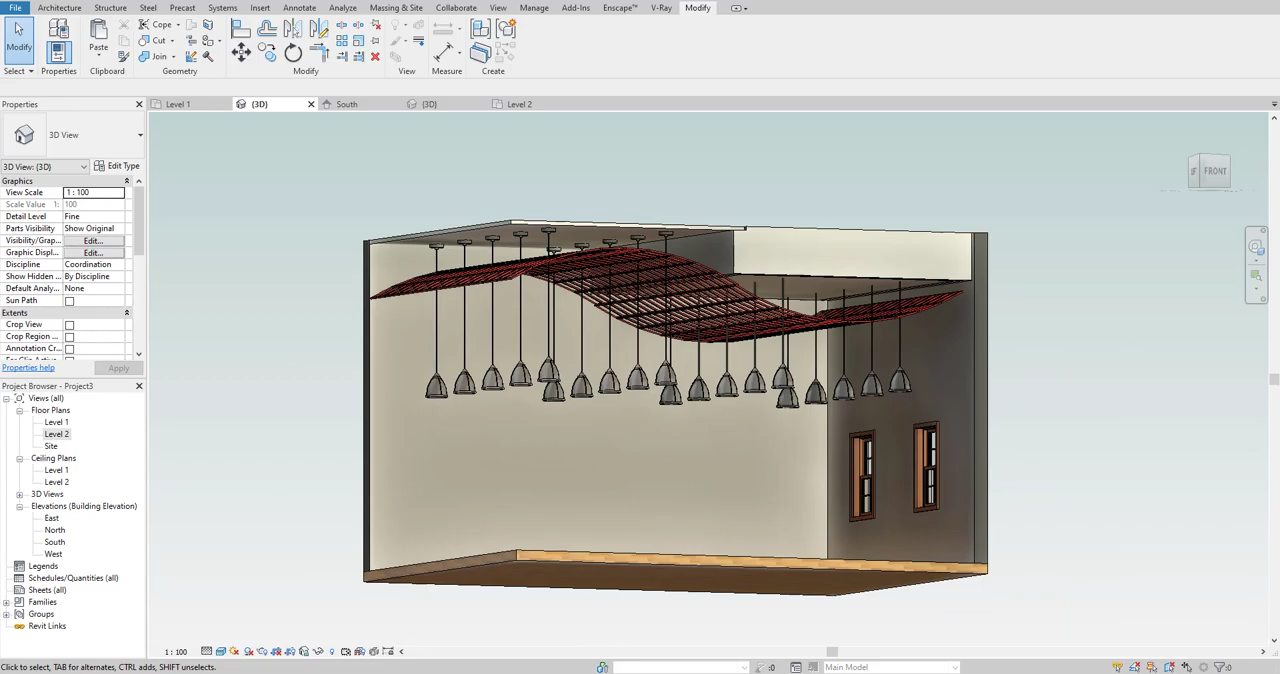 File Architecture Structure Steel Precast Systems Insert Annotate Analyze Massing & Site Collaborate View Manage Add-Ins Enscape™ V-Ray Modify
Cope
Cut
Join
Modify Paste
Select Properties Clipboard Geometry Modify View Measure Create
Properties
Level 1 {3D} South {3D} Level 2
3D View
3D View: {3D} Edit Type
Graphics
View Scale 1 : 100
Scale Value 1: 100
Detail Level Fine
Parts Visibility Show Original
Visibility/Grap... Edit...
Graphic Displ... Edit...
Discipline Coordination
Show Hidden ... By Discipline
Default Analy... None
Sun Path
Extents
Crop View
Crop Region ...
Annotation Cr...
Properties help Apply
Project Browser - Project3
Views (all)
Floor Plans
Level 1
Level 2
Site
Ceiling Plans
Level 1
Level 2
3D Views
Elevations (Building Elevation)
East
North
South
West
Legends
Schedules/Quantities (all)
Sheets (all)
Families
Groups
Revit Links
FRONT
1 : 100
Click to select, TAB for alternates, CTRL adds, SHIFT unselects.
:0
Main Model
:0